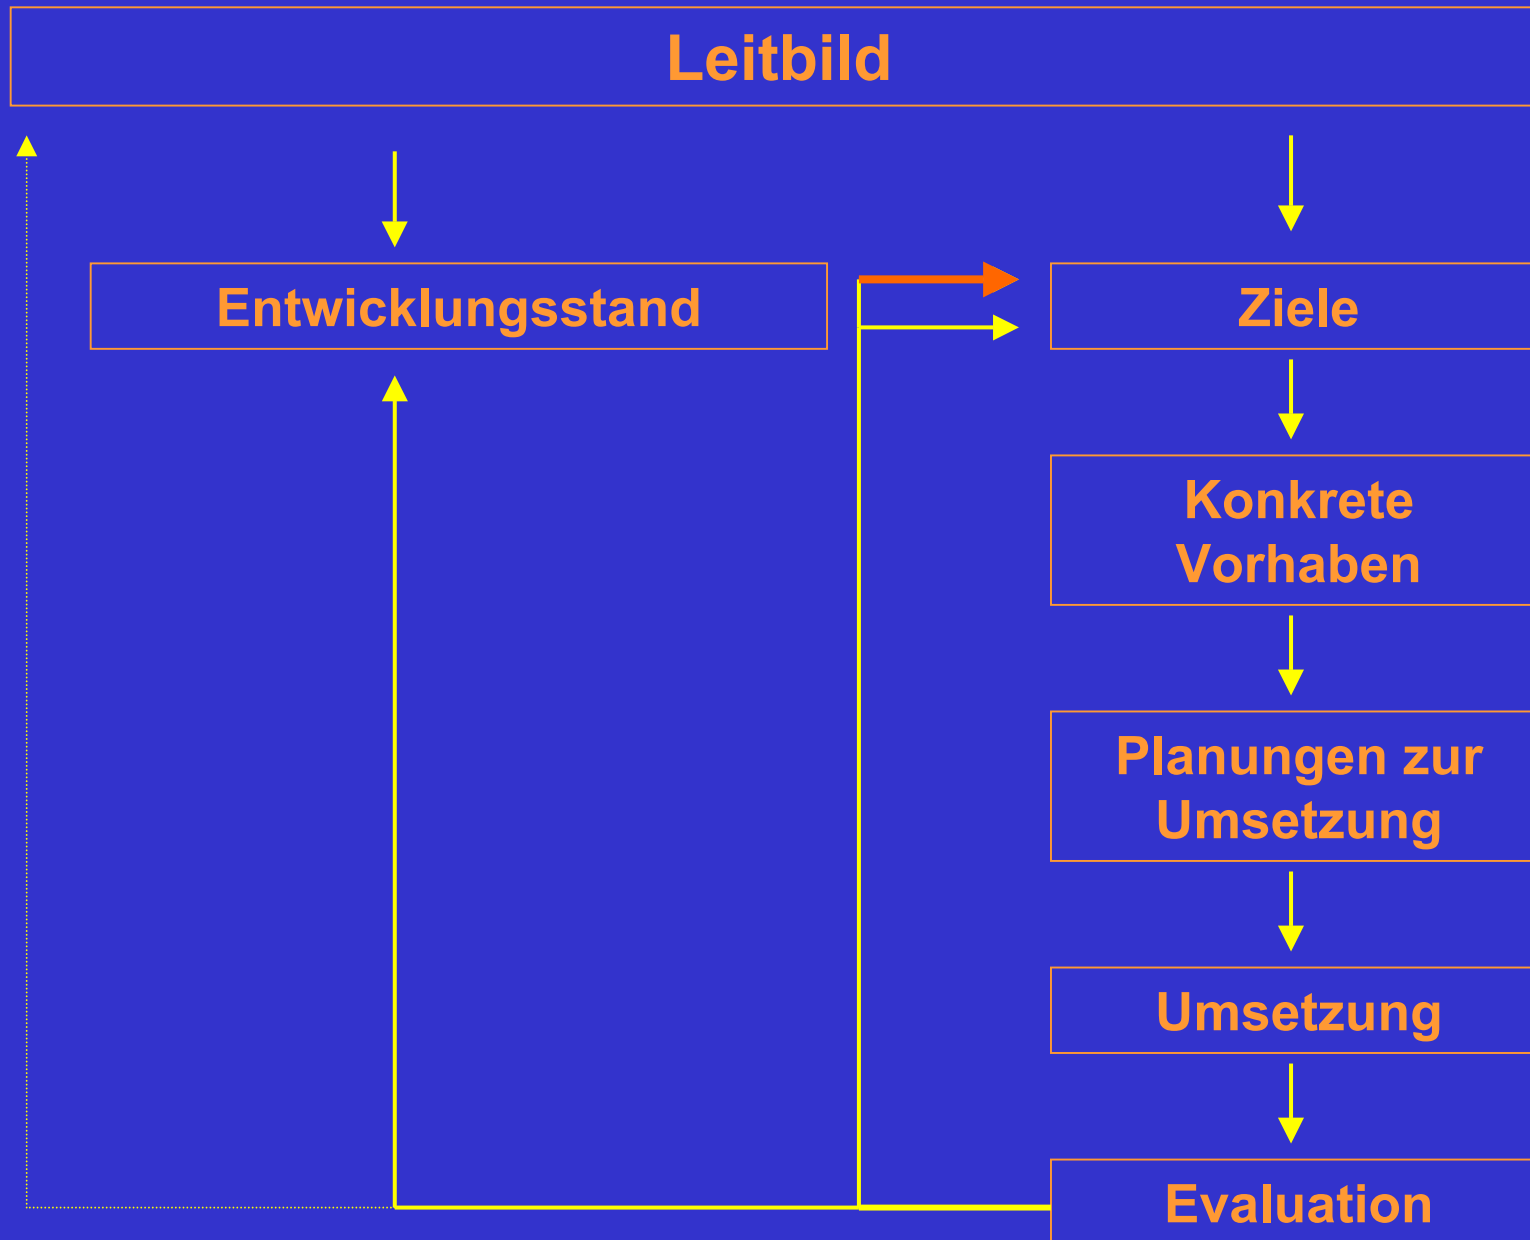 Leitbild
Entwicklungsstand
Ziele
Konkrete
Vorhaben
Planungen zur
Umsetzung
Umsetzung
Evaluation